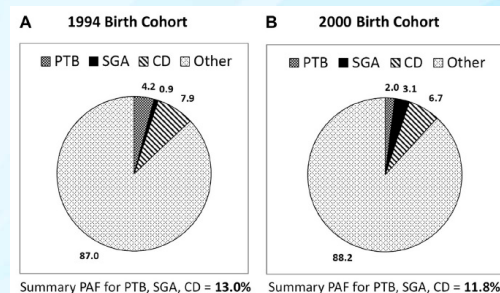 A 1994 Birth Cohort
PTB SGA CD Other
4.2 0.9
7.9
87.0
Summary PAF for PTB, SGA, CD = 13.0%
B 2000 Birth Cohort
PTB SGA CD Other
2.0 3.1
6.7
88.2
Summary PAF for PTB, SGA, CD = 11.8%